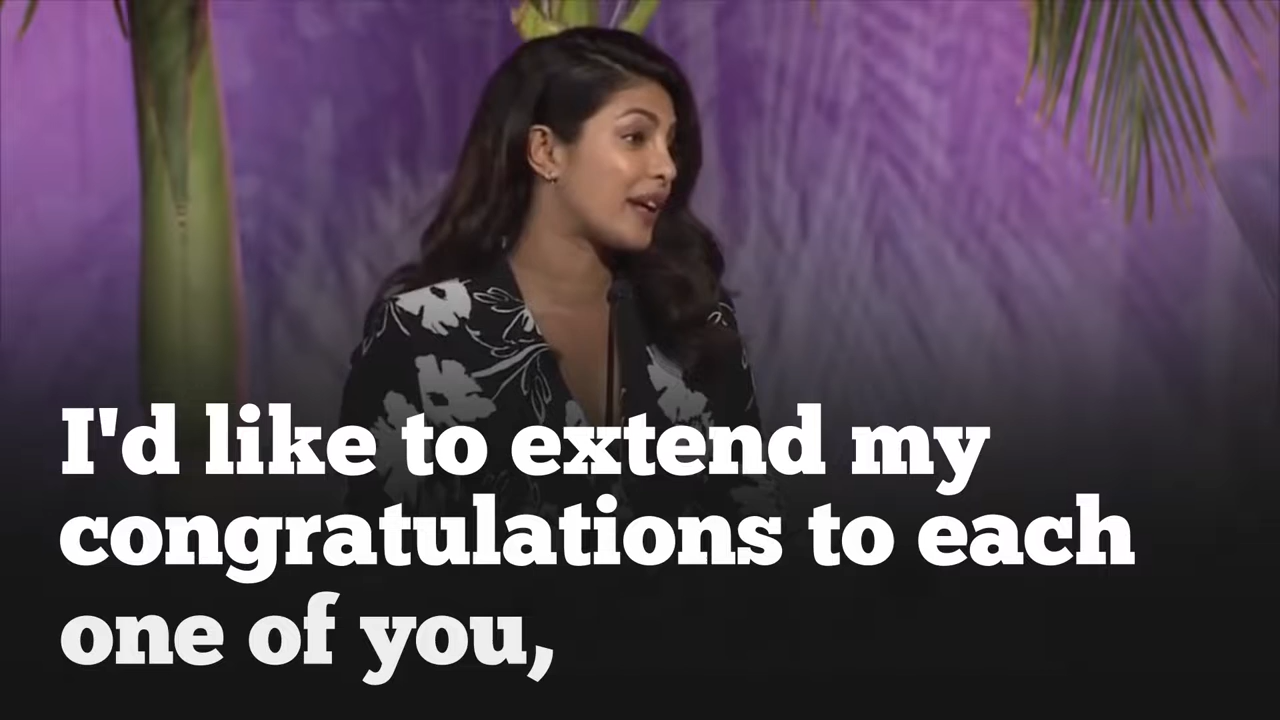 I'd like to extend my
congratulations to each
one of you,